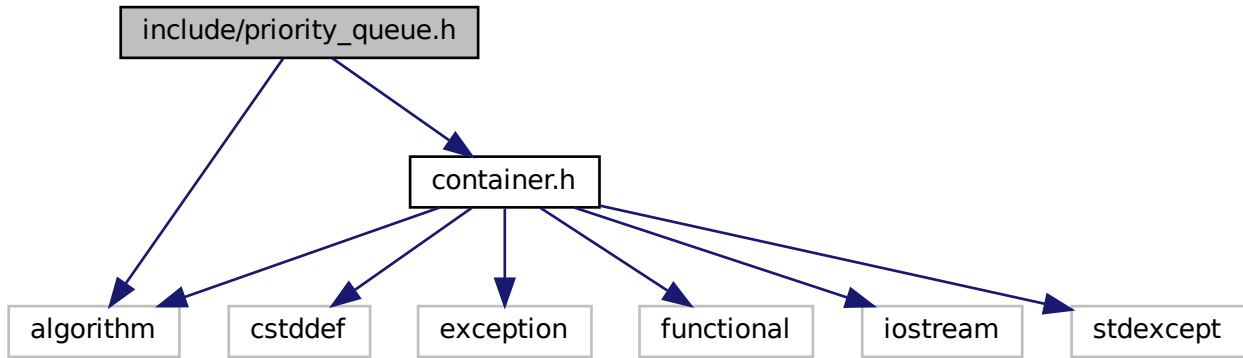 include/priority_queue.h
container.h
algorithm
cstddef
exception
functional
iostream
stdexcept